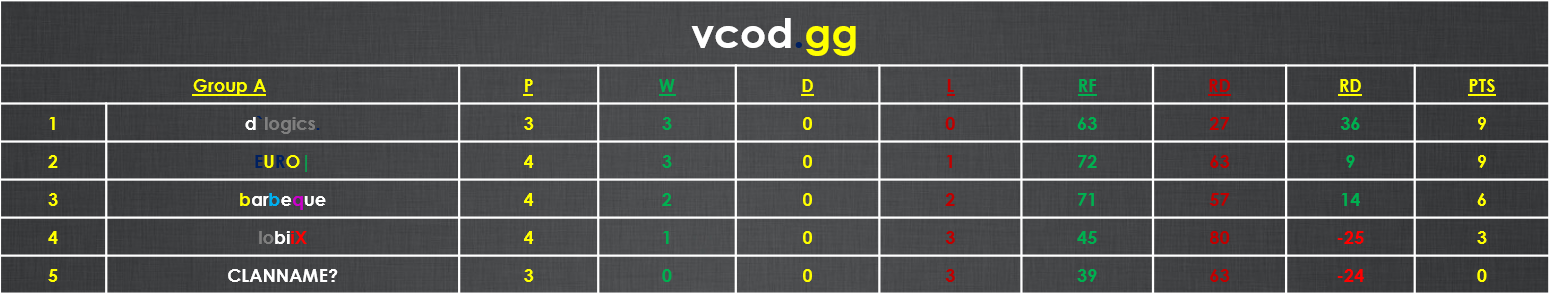 vcod.gg
Group A P W D L RF RD RD PTS
1 d`logics. 3 3 0 0 63 27 36 9
2 EURO| 4 3 0 1 72 63 9 9
3 barbeque 4 2 0 2 71 57 14 6
4 lobiIX 4 1 0 3 45 80 -25 3
5 CLANNAME? 3 0 0 3 39 63 -24 0